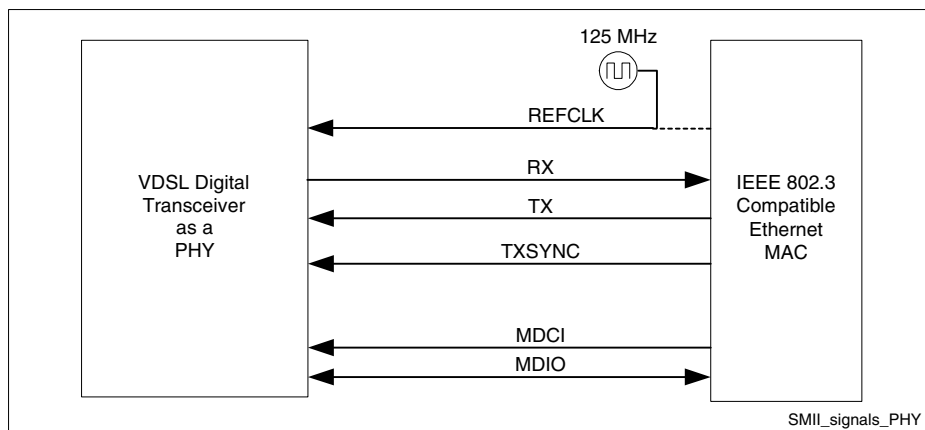 125 MHz
REFCLK
RX
VDSL Digital
Transceiver
as a
PHY
IEEE 802.3
Compatible
Ethernet
MAC
TX
TXSYNC
MDCI
MDIO
SMII_signals_PHY